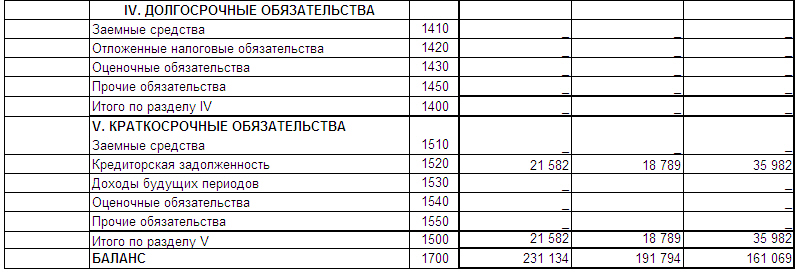 IV. ДОЛГОСРОЧНЫЕ ОБЯЗАТЕЛЬСТВА
Заемные средства 1410 _ _ _
Отложенные налоговые обязательства 1420 _ _ _
Оценочные обязательства 1430 _ _ _
Прочие обязательства 1450 _ _ _
Итого по разделу IV 1400 _ _ _
V. КРАТКОСРОЧНЫЕ ОБЯЗАТЕЛЬСТВА
Заемные средства 1510 _ _ _
Кредиторская задолженность 1520 21 582 18 789 35 982
Доходы будущих периодов 1530 _ _ _
Оценочные обязательства 1540 _ _ _
Прочие обязательства 1550 _ _ _
Итого по разделу V 1500 21 582 18 789 35 982
БАЛАНС 1700 231 134 191 794 161 069